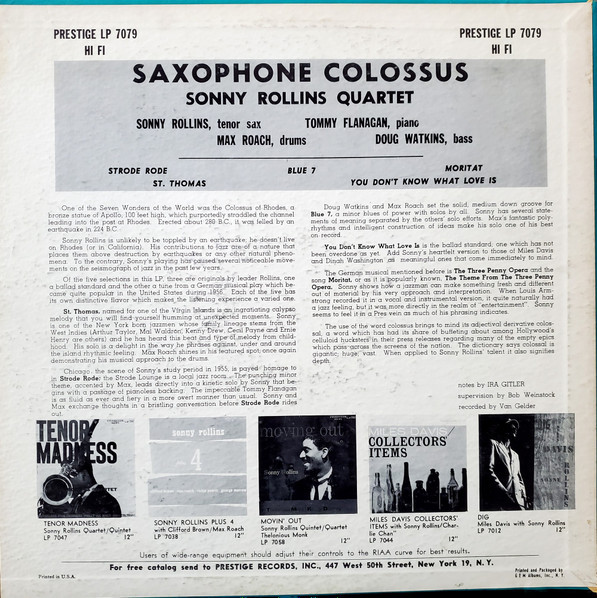 PRESTIGE LP 7079
HI FI
PRESTIGE LP 7079
HI FI
SAXOPHONE COLOSSUS
SONNY ROLLINS QUARTET
SONNY ROLLINS, tenor sax TOMMY FLANAGAN, piano
MAX ROACH, drums DOUG WATKINS, bass
STRODE RODE BLUE 7 MORITAT
ST. THOMAS YOU DON'T KNOW WHAT LOVE IS
One of the Seven Wonders of the World was the Colossus of Rhodes, a
bronze statue of Apollo, 100 feet high, which purportedly straddled the channel
leading into the post at Rhodes. Erected about 288 B.C., it was felled by an
earthquake in 224 B.C.
Sonny Rollins is unlikely to be toppled by an earthquake; he doesn't live
on Rhodes (or in California). His contributions to jazz are of a nature that
places them above destruction by earthquakes or any other natural pheno-
mena. To the contrary, Sonny's playing has caused several noticeable move-
ments on the seismograph of jazz in the past few years.
Of the five selections in this LP, three are originals by leader Rollins, one
a ballad standard and the other a tune from a German musical play which be-
came quite popular in the United States during 1956. Each of the five has
its own distinctive flavor which makes the listening experience a varied one.
St. Thomas, named for one of the Virgin Islands is an ingratiating calypso
melody that you will find yourself humming at unexpected moments. Sonny
is one of the New York born jazzmen whose family lineage stems from the
West Indies (Arthur Taylor, Wendell Marshall, Kenny Drew, Cecil Payne and Ernie
Henry are others) and he has heard this beat and type of melody from child-
hood. His solo is a delight in the way he phrases against, under and around
the island rhythmic feeling. Max Roach shines in his featured spot, once again
demonstrating his musical approach to the drums.
Chicago, the scene of Sonny's study period in 1955, is payed homage to
in Strode Rode; the Strode Lounge is a local jazz room. The punching minor
theme, accented by Max, leads directly into a kinetic solo by Sonny that be-
gins with a passage of pianoless backing. The impeccable Tommy Flanagan
is as fluid as ever and fiery in a more overt manner than usual. Sonny and
Max exchange thoughts in a bristling conversation before Strode Rode rides
out.
Doug Watkins and Max Roach set the solid, medium down groove for
Blue 7, a minor blues of power with solos by all. Sonny has several state-
ments of meaning separated by the others' solo efforts. Max's fantastic poly-
rhythms and intelligent construction of ideas make his solo one of his best
on record.
You Don't Know What Love Is is the ballad standard, one which has not
been overdone as yet. Add Sonny's heartfelt version to those of Miles Davis
and Dinah Washington as meaningful ones that come immediately to mind.
The German musical mentioned before is The Three Penny Opera and the
song Moritat, or as is popularly known, The Theme From The Three Penny
Opera. Sonny shows how a jazzman can make something fresh and different
out of material by his very approach and interpretation. When Louis Arm-
strong recorded it in a vocal and instrumental version, it quite naturally had
a jazz feeling, but it was more directly in the realm of "entertainment". Sonny
seems to feel it in a Pres vein as much of his phrasing indicates.
The use of the word colossus brings to mind its adjectival derivative colos-
sal, a word which has had its share of buffeting about among Hollywood's
celluloid hucksters in their press releases regarding many of the empty epics
which pass across the screens of the nation. The dictionary says colossal is
gigantic; huge; vast. When applied to Sonny Rollins' talent it also signifies
depth.
notes by IRA GITLER
supervision by Bob Weinstock
recorded by Van Gelder
TENOR
MADNESS
sonny rollins
4
moving out
Sonny Rollins
MILES DAVIS
COLLECTORS'
ITEMS
DAVIS
TENOR MADNESS
Sonny Rollins Quartet/Quintet
LP 7047 12"
SONNY ROLLINS PLUS 4
with Clifford Brown/Max Roach
LP 7038 12"
MOVIN' OUT
Sonny Rollins Quintet/Quartet
Thelonious Monk
LP 7058 12"
MILES DAVIS COLLECTORS'
ITEMS with Sonny Rollins/Char-
lie Chan"
LP 7044 12"
DIG
Miles Davis with Sonny Rollins
LP 7012 12"
Users of wide-range equipment should adjust their controls to the RIAA curve for best results.
For free catalog send to PRESTIGE RECORDS, INC., 447 West 50th Street, New York 19, N. Y.
Printed in U.S.A.
Printed and Packaged by
G E M Albums, Inc., N. Y.